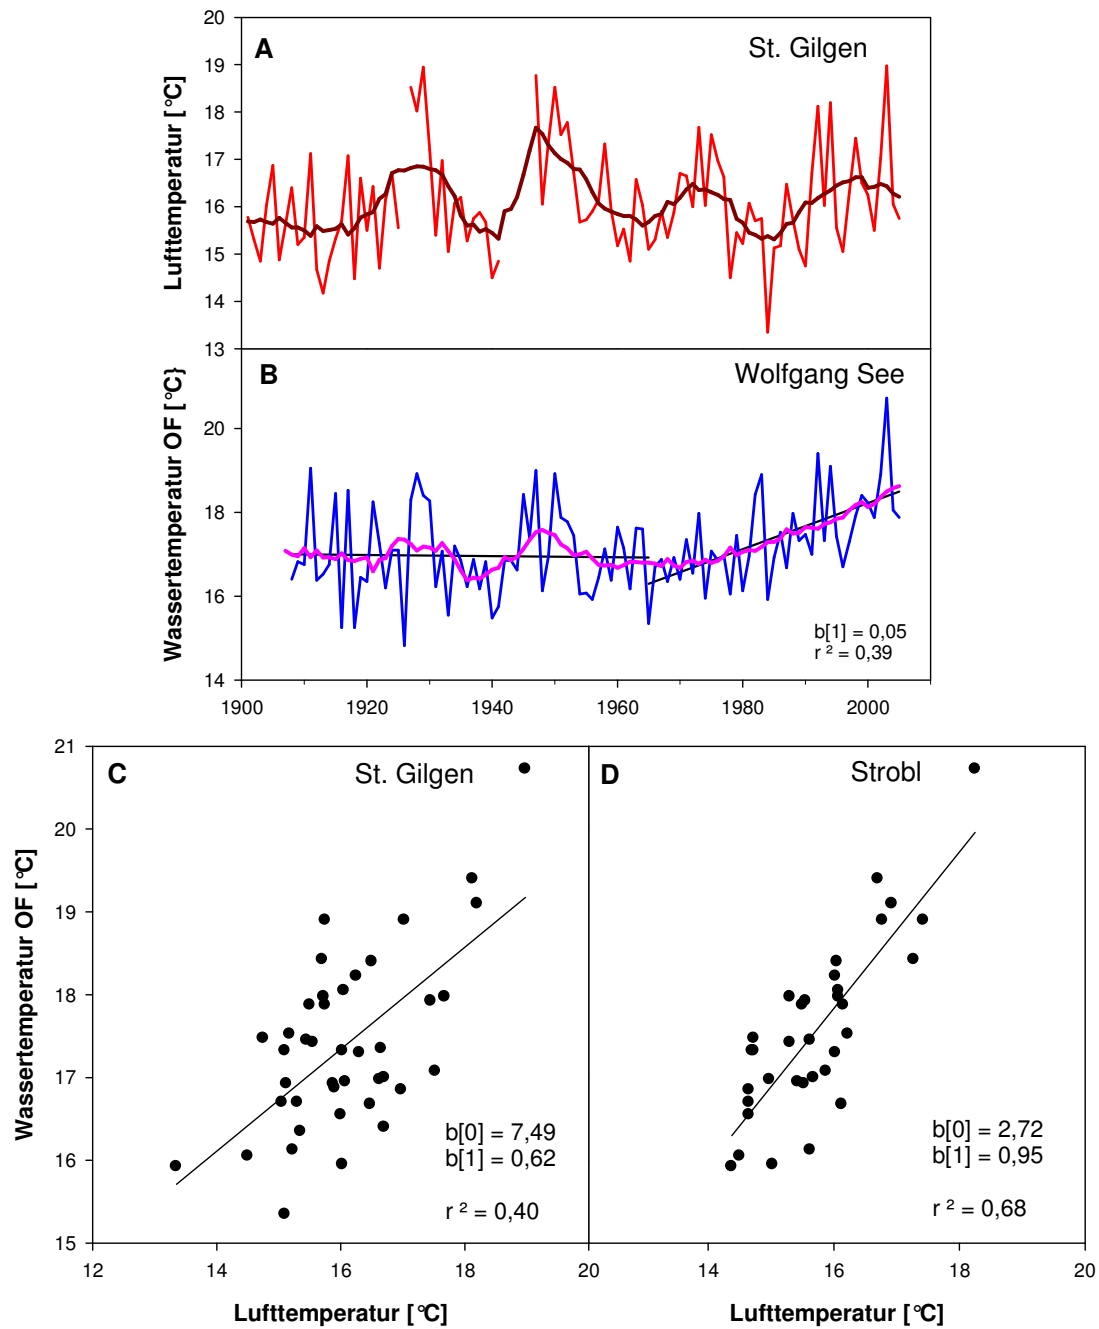 20
A
St. Gilgen
19
18
17
16
15
14
13
Lufttemperatur [°C]
B
Wolfgang See
20
18
16
14
Wassertemperatur OF [°C}
b[1] = 0,05
r ² = 0,39
1900 1920 1940 1960 1980 2000
21
20
19
18
17
16
15
Wassertemperatur OF [°C]
C
St. Gilgen
b[0] = 7,49
b[1] = 0,62
r ² = 0,40
12 14 16 18 20
Lufttemperatur [°C]
D
Strobl
b[0] = 2,72
b[1] = 0,95
r ² = 0,68
14 16 18 20
Lufttemperatur [°C]